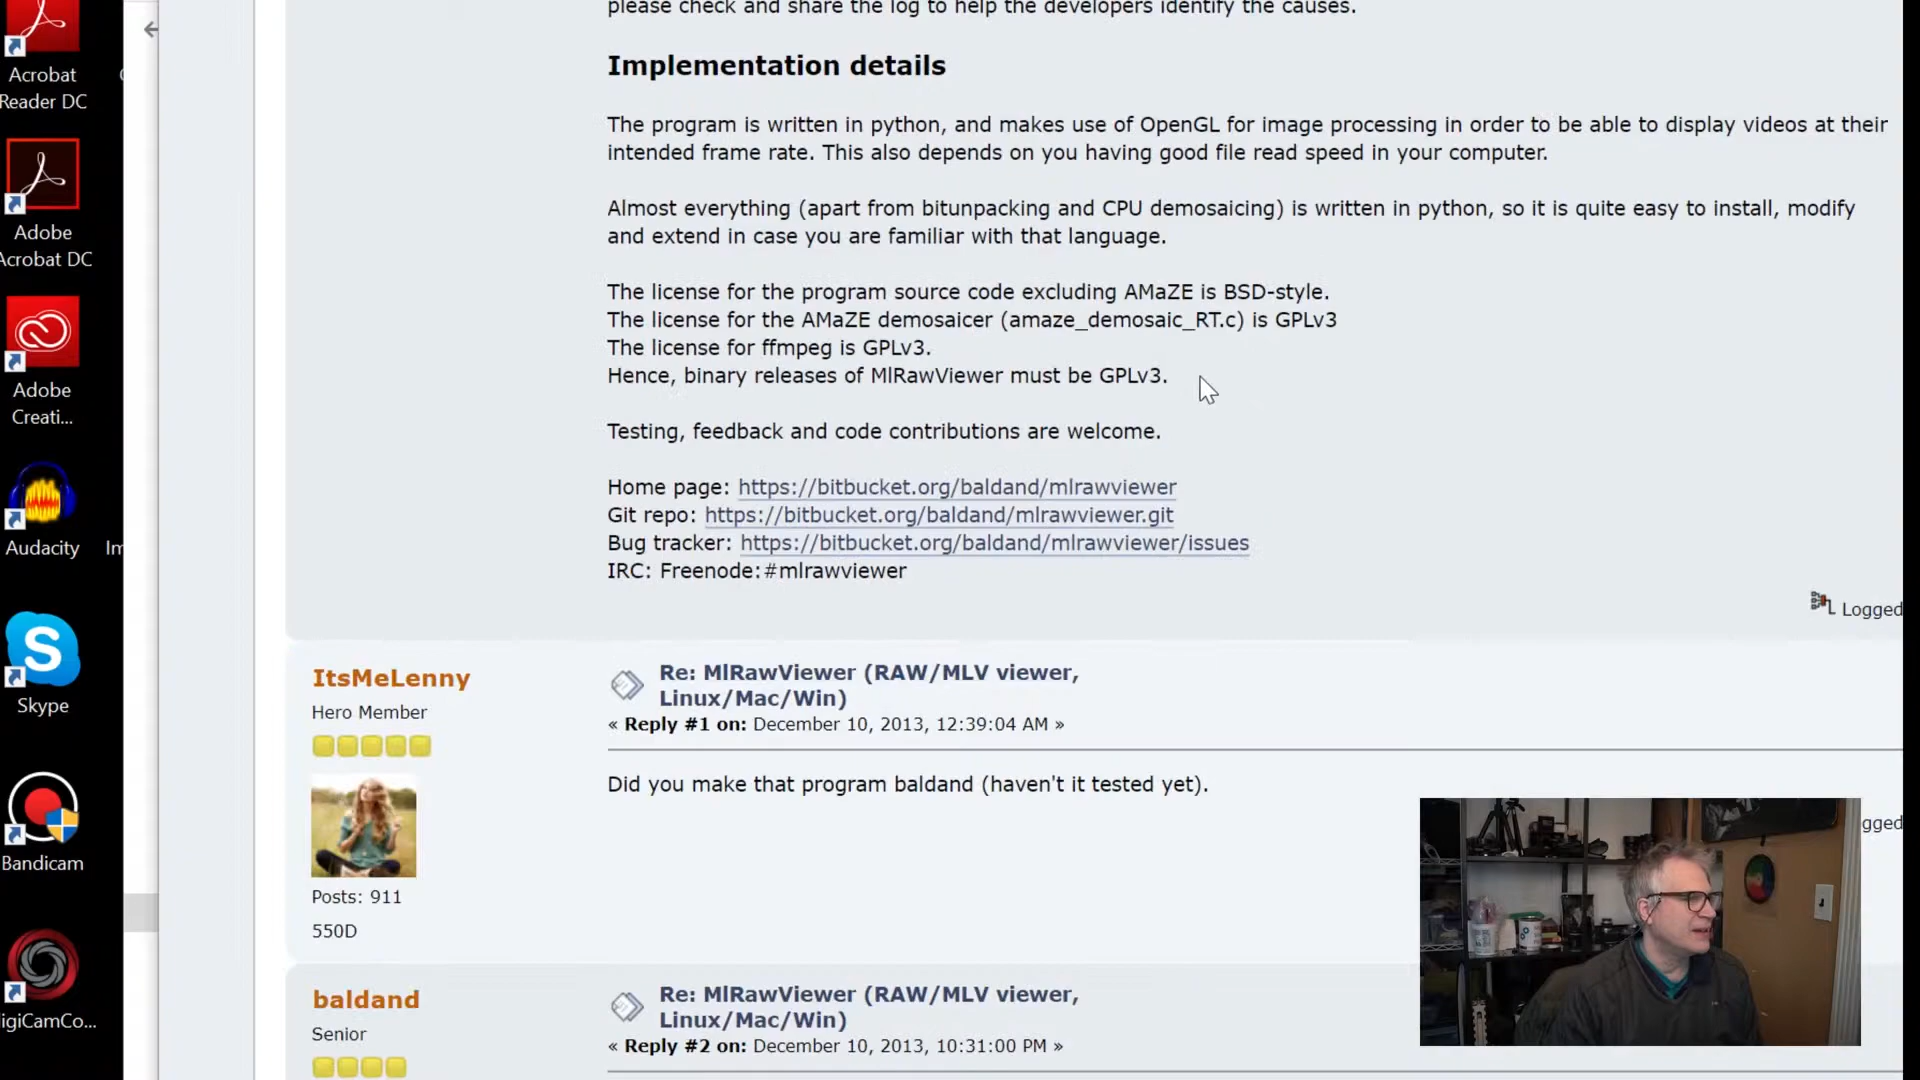 please check and share the log to help the developers identify the causes.
Implementation details
The program is written in python, and makes use of OpenGL for image processing in order to be able to display videos at their
intended frame rate. This also depends on you having good file read speed in your computer.
Almost everything (apart from bitunpacking and CPU demosaicing) is written in python, so it is quite easy to install, modify
and extend in case you are familiar with that language.
The license for the program source code excluding AMaZE is BSD-style.
The license for the AMaZE demosaicer (amaze_demosaic_RT.c) is GPLv3
The license for ffmpeg is GPLv3.
Hence, binary releases of MlRawViewer must be GPLv3.
Testing, feedback and code contributions are welcome.
Home page: https://bitbucket.org/baldand/mlrawviewer
Git repo: https://bitbucket.org/baldand/mlrawviewer.git
Bug tracker: https://bitbucket.org/baldand/mlrawviewer/issues
IRC: Freenode:#mlrawviewer
Logged
ItsMeLenny
Hero Member
Posts: 911
550D
Re: MlRawViewer (RAW/MLV viewer,
Linux/Mac/Win)
« Reply #1 on: December 10, 2013, 12:39:04 AM »
Did you make that program baldand (haven't it tested yet).
gged
baldand
Senior
Re: MlRawViewer (RAW/MLV viewer,
Linux/Mac/Win)
« Reply #2 on: December 10, 2013, 10:31:00 PM »
Acrobat
Reader DC
Adobe
Acrobat DC
Adobe
Creati...
Audacity
Im
Skype
Bandicam
digiCamCo...